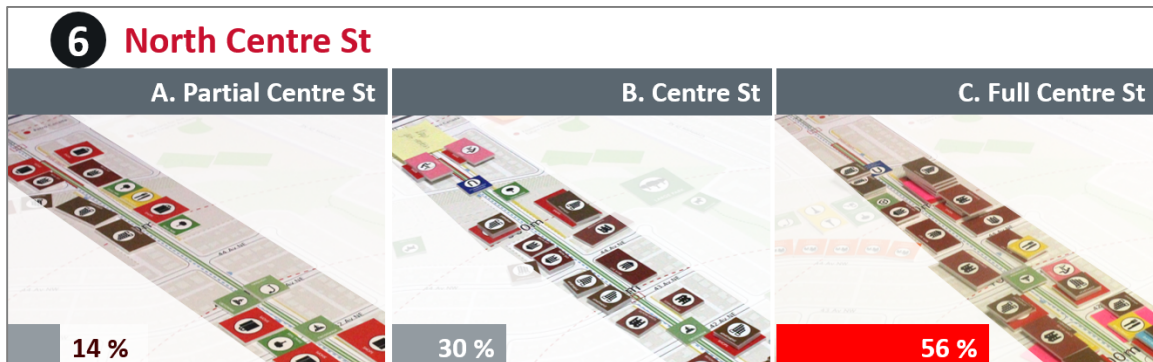 6 North Centre St
A. Partial Centre St
B. Centre St
C. Full Centre St
14 %
30 %
56 %